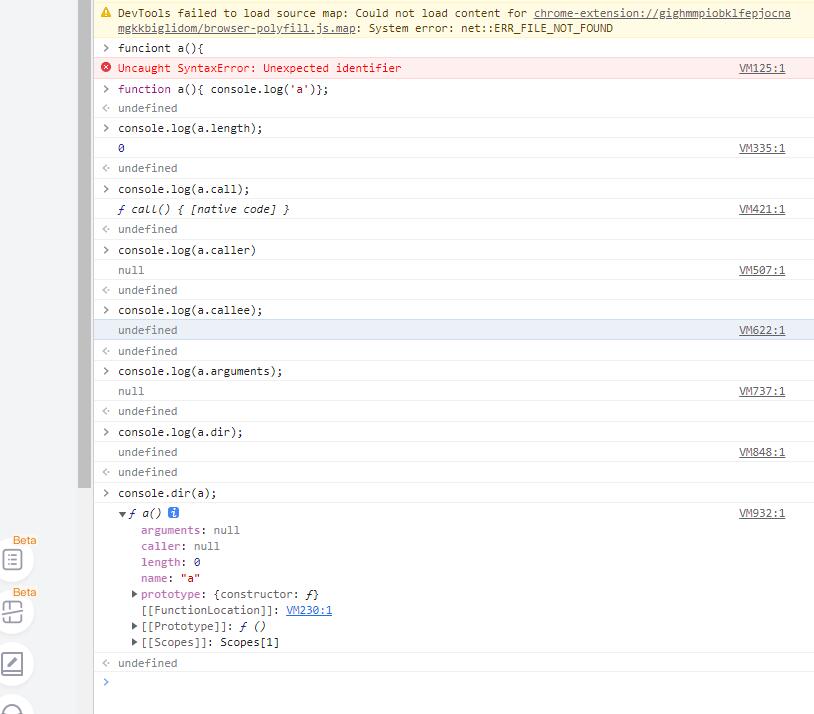 DevTools failed to load source map: Could not load content for chrome-extension://gighmmpiobklfepjocna
mgkkbiglidom/browser-polyfill.js.map: System error: net::ERR_FILE_NOT_FOUND
> funciont a(){
Uncaught SyntaxError: Unexpected identifier VM125:1
> function a(){ console.log('a')};
undefined
> console.log(a.length);
0 VM335:1
undefined
> console.log(a.call);
ƒ call() { [native code] } VM421:1
undefined
> console.log(a.caller)
null VM507:1
undefined
> console.log(a.callee);
undefined VM622:1
undefined
> console.log(a.arguments);
null VM737:1
undefined
> console.log(a.dir);
undefined VM848:1
undefined
> console.dir(a);
ƒ a() i VM932:1
arguments: null
caller: null
length: 0
name: "a"
prototype: {constructor: ƒ}
[[FunctionLocation]]: VM230:1
[[Prototype]]: ƒ ()
[[Scopes]]: Scopes[1]
undefined
>
Beta
Beta